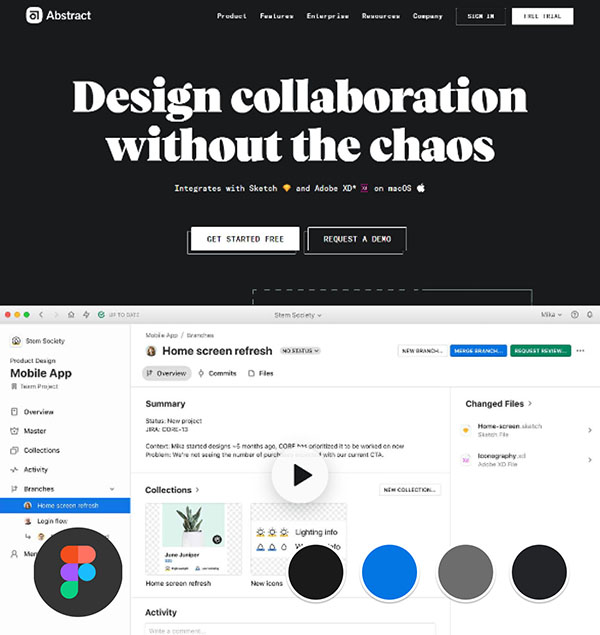 Abstract
Product Features Enterprise Resources Company SIGN IN FREE TRIAL
Design collaboration
without the chaos
Integrates with Sketch and Adobe XD* on macOS
GET STARTED FREE REQUEST A DEMO
UP TO DATE
Stem Society
Mika
Stem Society
Product Design
Mobile App
Team Project
Overview
Master
Collections
Activity
Branches
Home screen refresh
Login flow
Mobile App / Branches
Home screen refresh NO STATUS NEW BRANCH... MERGE BRANCH... REQUEST REVIEW...
Overview Commits Files
Summary
Status: New project
JIRA: CORE-13
Context: Mika started designs ~6 months ago, CORE has prioritized it to be worked on now
Problem: We're not seeing the number of with our current CTA.
Collections NEW COLLECTION...
June Juniper
$15
Lighting info
Home screen refresh New icons
Activity
Write a comment...
Changed Files
Home-screen.sketch
Sketch File
Iconography.xd
Adobe XD File